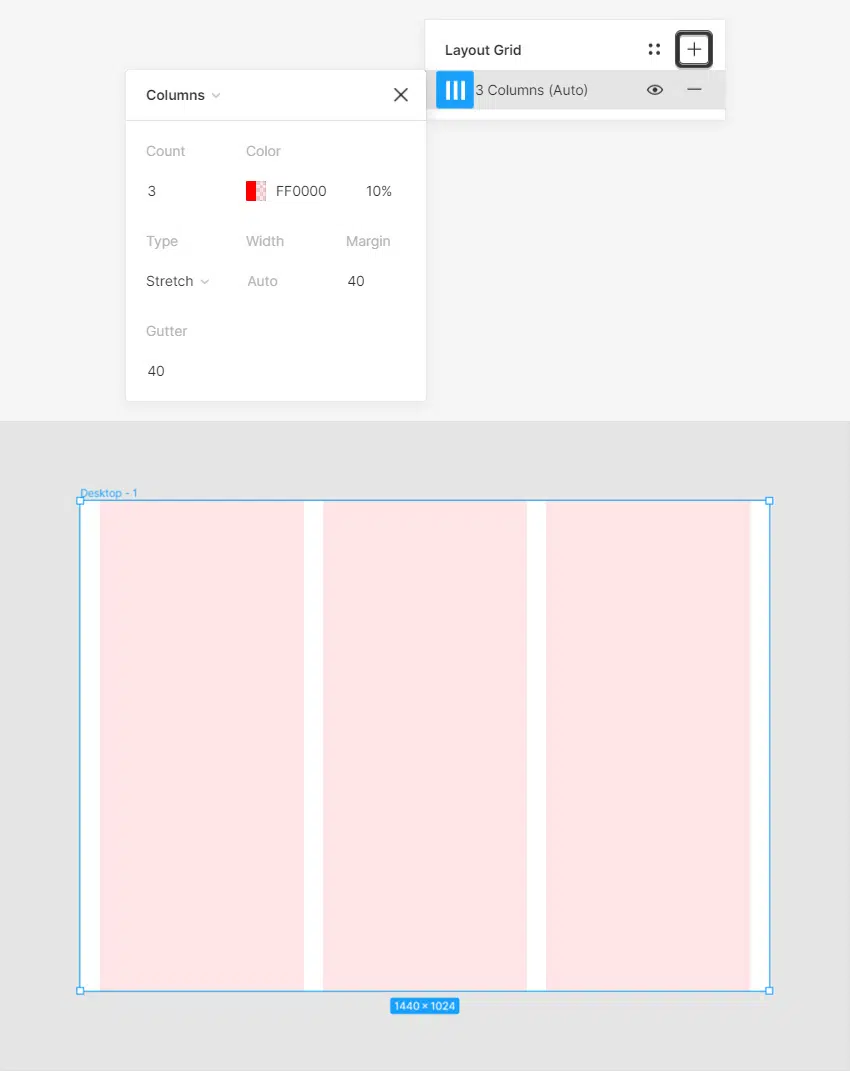 Layout Grid
3 Columns (Auto)
Columns
Count Color
3 FF0000 10%
Type Width Margin
Stretch Auto 40
Gutter
40
Desktop - 1
1440 × 1024